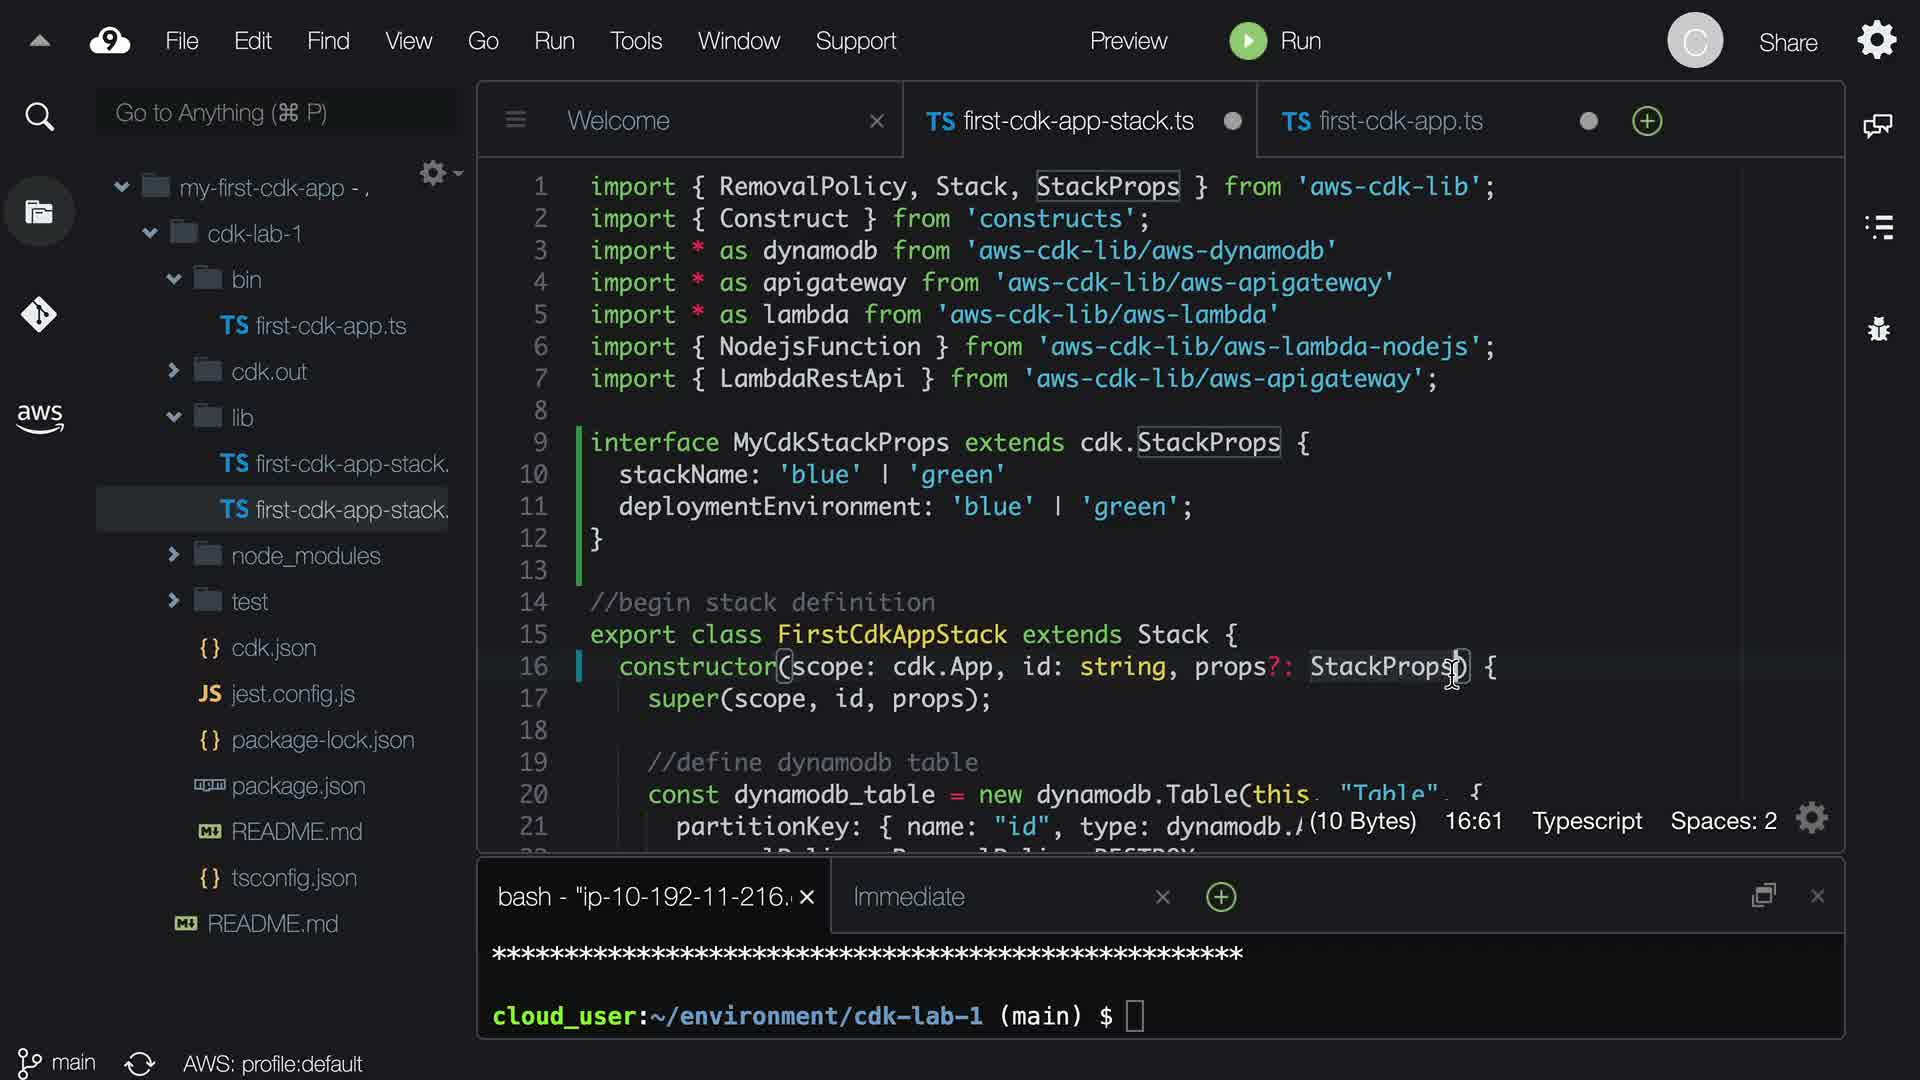 9 File Edit Find View Go Run Tools Window Support Preview Run C Share
Go to Anything (⌘ P)
my-first-cdk-app - .
cdk-lab-1
bin
TS first-cdk-app.ts
cdk.out
lib
TS first-cdk-app-stack.
TS first-cdk-app-stack.
node_modules
test
{} cdk.json
JS jest.config.js
{} package-lock.json
npm package.json
README.md
{} tsconfig.json
README.md
aws
Welcome
TS first-cdk-app-stack.ts
TS first-cdk-app.ts
1 import { RemovalPolicy, Stack, StackProps } from 'aws-cdk-lib';
2 import { Construct } from 'constructs';
3 import * as dynamodb from 'aws-cdk-lib/aws-dynamodb'
4 import * as apigateway from 'aws-cdk-lib/aws-apigateway'
5 import * as lambda from 'aws-cdk-lib/aws-lambda'
6 import { NodejsFunction } from 'aws-cdk-lib/aws-lambda-nodejs';
7 import { LambdaRestApi } from 'aws-cdk-lib/aws-apigateway';
8
9 interface MyCdkStackProps extends cdk.StackProps {
10 stackName: 'blue' | 'green'
11 deploymentEnvironment: 'blue' | 'green';
12 }
13
14 //begin stack definition
15 export class FirstCdkAppStack extends Stack {
16 constructor(scope: cdk.App, id: string, props?: StackProps) {
17 super(scope, id, props);
18
19 //define dynamodb table
20 const dynamodb_table = new dynamodb.Table(this, "Table", {
21 partitionKey: { name: "id", type: dynamodb.
(10 Bytes) 16:61 Typescript Spaces: 2
bash - "ip-10-192-11-216.
Immediate
****************************************************
cloud_user:~/environment/cdk-lab-1 (main) $
main AWS: profile:default